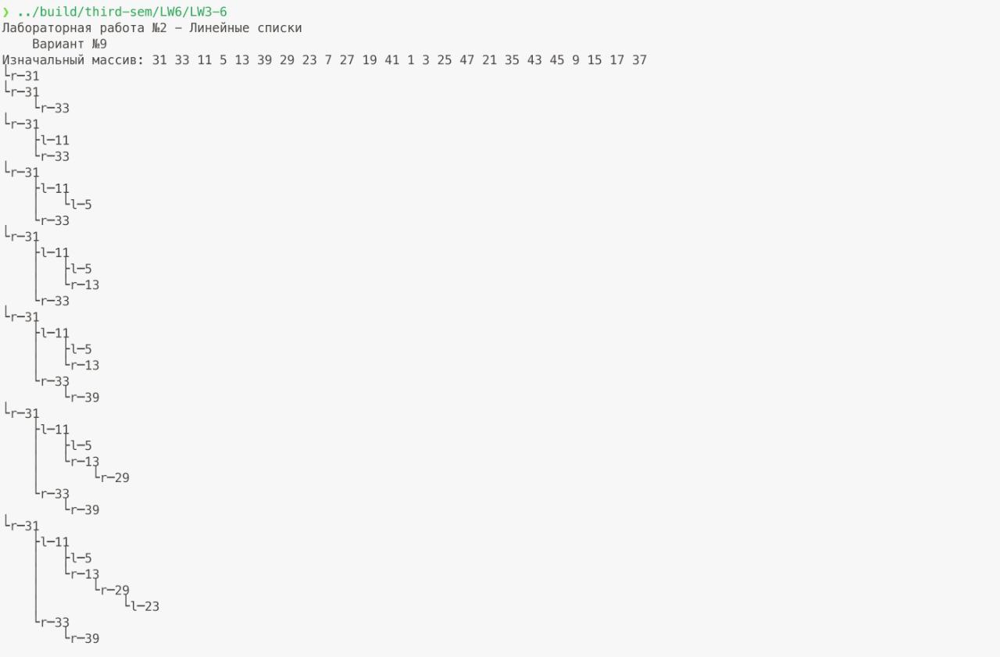 ❯ ../build/third-sem/LW6/LW3-6
Лабораторная работа №2 - Линейные списки
    Вариант №9
Изначальный массив: 31 33 11 5 13 39 29 23 7 27 19 41 1 3 25 47 21 35 43 45 9 15 17 37
└r─31
└r─31
    └r─33
└r─31
    ├l─11
    └r─33
└r─31
    ├l─11
    │   └l─5
    └r─33
└r─31
    ├l─11
    │   ├l─5
    │   └r─13
    └r─33
└r─31
    ├l─11
    │   ├l─5
    │   └r─13
    └r─33
        └r─39
└r─31
    ├l─11
    │   ├l─5
    │   └r─13
    │       └r─29
    └r─33
        └r─39
└r─31
    ├l─11
    │   ├l─5
    │   └r─13
    │       └r─29
    │           └l─23
    └r─33
        └r─39